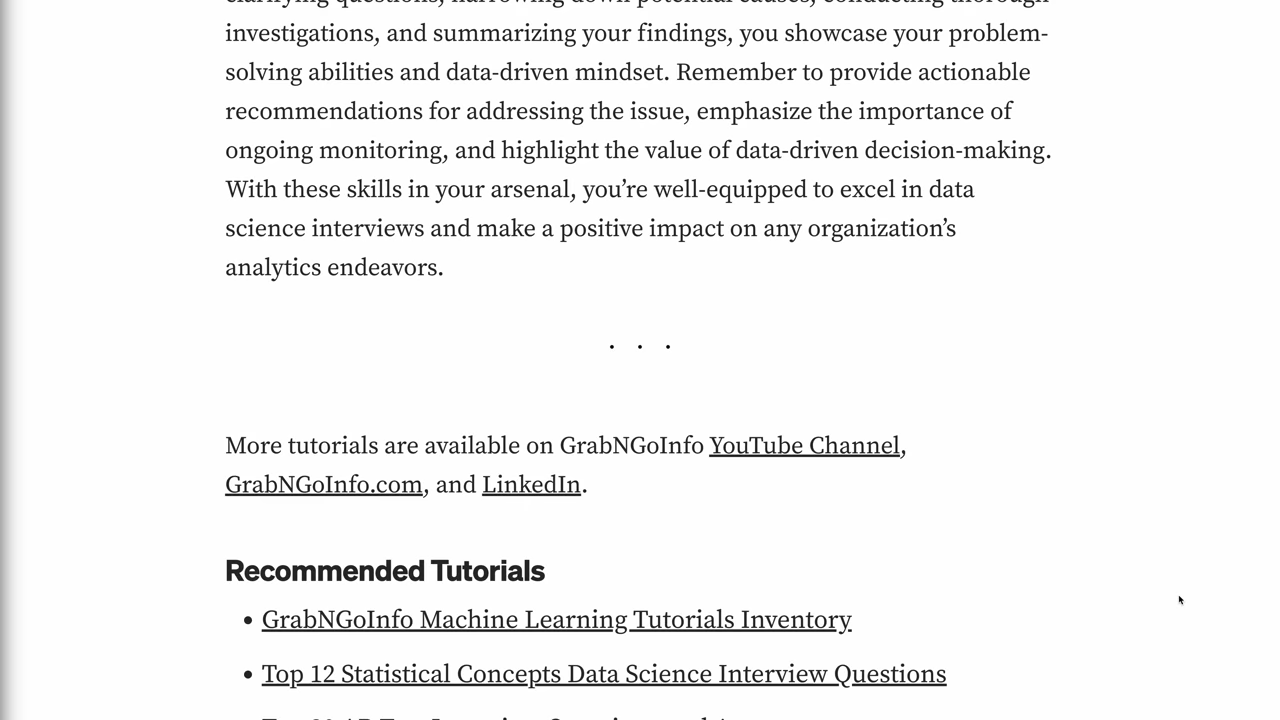 clarifying questions, narrowing down potential causes, conducting thorough
investigations, and summarizing your findings, you showcase your problem-
solving abilities and data-driven mindset. Remember to provide actionable
recommendations for addressing the issue, emphasize the importance of
ongoing monitoring, and highlight the value of data-driven decision-making.
With these skills in your arsenal, you’re well-equipped to excel in data
science interviews and make a positive impact on any organization’s
analytics endeavors.
. . .
More tutorials are available on GrabNGoInfo YouTube Channel,
GrabNGoInfo.com, and LinkedIn.
Recommended Tutorials
• GrabNGoInfo Machine Learning Tutorials Inventory
• Top 12 Statistical Concepts Data Science Interview Questions